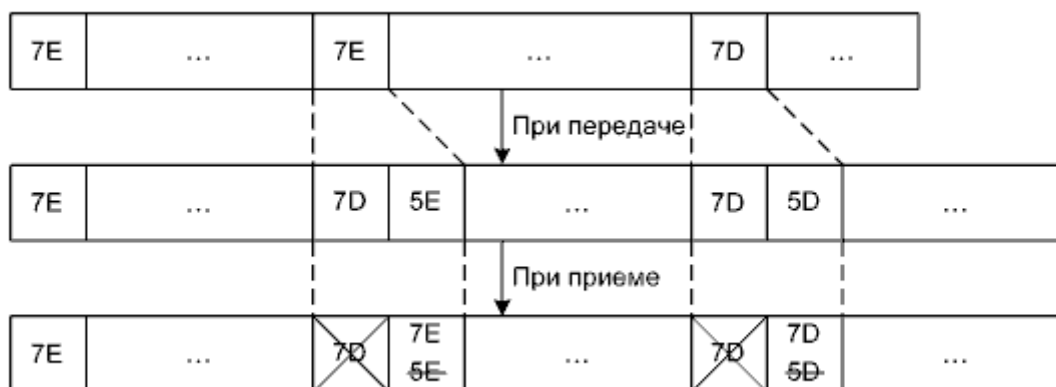 7E ... 7E ... 7D ...
При передаче
7E ... 7D 5E ... 7D 5D ...
При приеме
7E ... 7D 7E ... 7D 7D ...
5E 5D